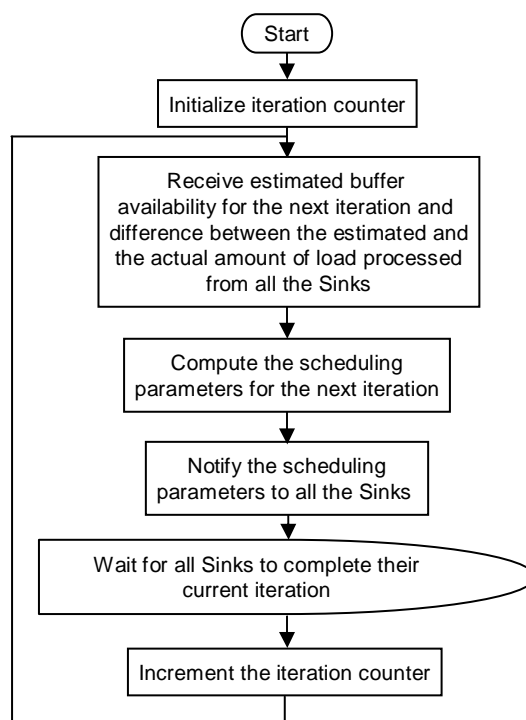 Start
Initialize iteration counter
Receive estimated buffer
availability for the next iteration and
difference between the estimated and
the actual amount of load processed
from all the Sinks
Compute the scheduling
parameters for the next iteration
Notify the scheduling
parameters to all the Sinks
Wait for all Sinks to complete their
current iteration
Increment the iteration counter